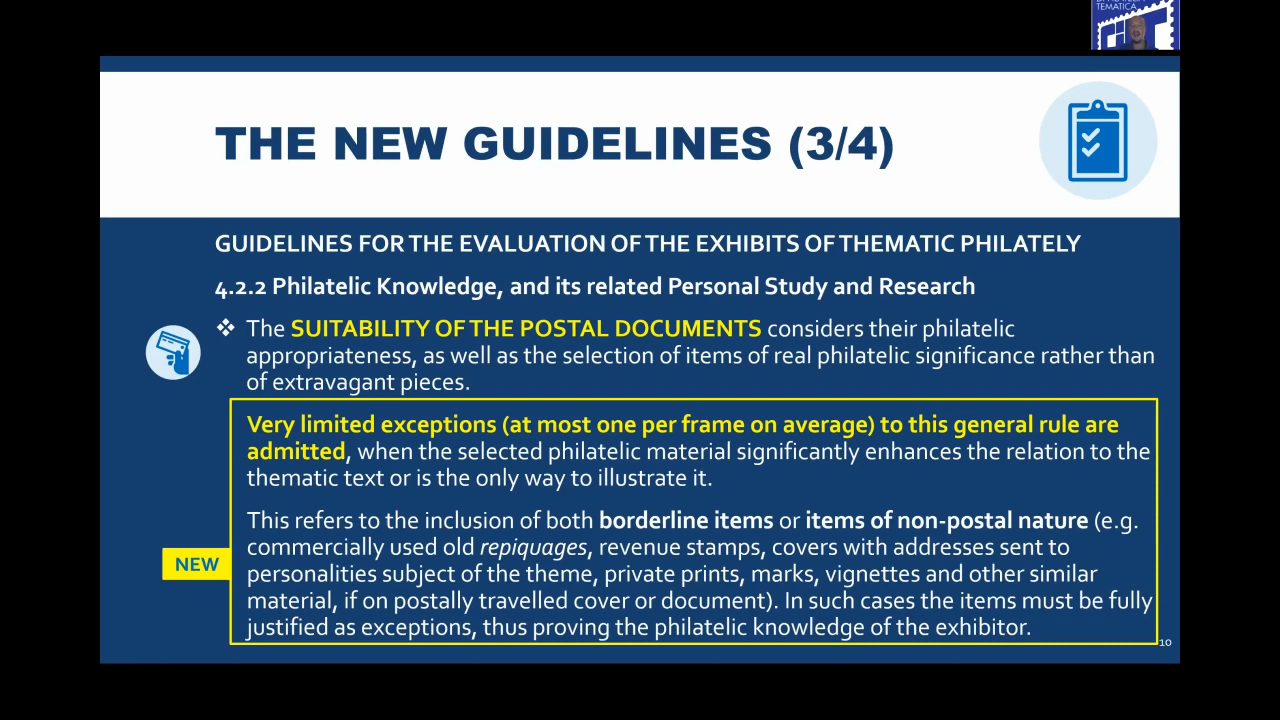 TEMATICA
THE NEW GUIDELINES (3/4)
GUIDELINES FOR THE EVALUATION OF THE EXHIBITS OF THEMATIC PHILATELY
4.2.2 Philatelic Knowledge, and its related Personal Study and Research
❖ The SUITABILITY OF THE POSTAL DOCUMENTS considers their philatelic
appropriateness, as well as the selection of items of real philatelic significance rather than
of extravagant pieces.
Very limited exceptions (at most one per frame on average) to this general rule are
admitted, when the selected philatelic material significantly enhances the relation to the
thematic text or is the only way to illustrate it.
This refers to the inclusion of both borderline items or items of non-postal nature (e.g.
commercially used old repiquages, revenue stamps, covers with addresses sent to
NEW
personalities subject of the theme, private prints, marks, vignettes and other similar
material, if on postally travelled cover or document). In such cases the items must be fully
justified as exceptions, thus proving the philatelic knowledge of the exhibitor.
10